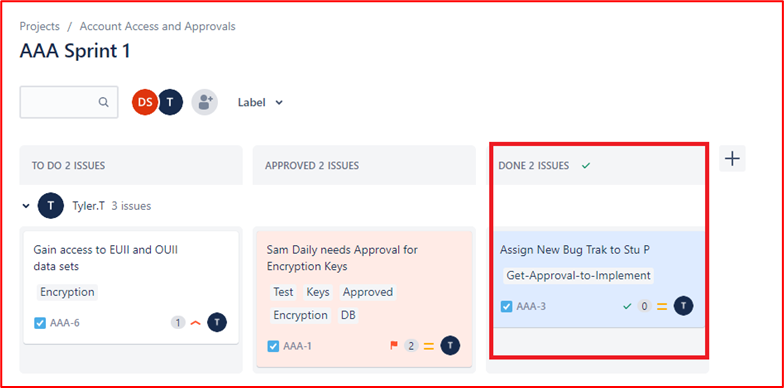 Projects / Account Access and Approvals
AAA Sprint 1
DS T Label
TO DO 2 ISSUES
APPROVED 2 ISSUES
DONE 2 ISSUES
T Tyler.T 3 issues
Gain access to EUII and OUII
data sets
Encryption
AAA-6 1 T
Sam Daily needs Approval for
Encryption Keys
Test Keys Approved
Encryption DB
AAA-1 2 T
Assign New Bug Trak to Stu P
Get-Approval-to-Implement
AAA-3 0 T